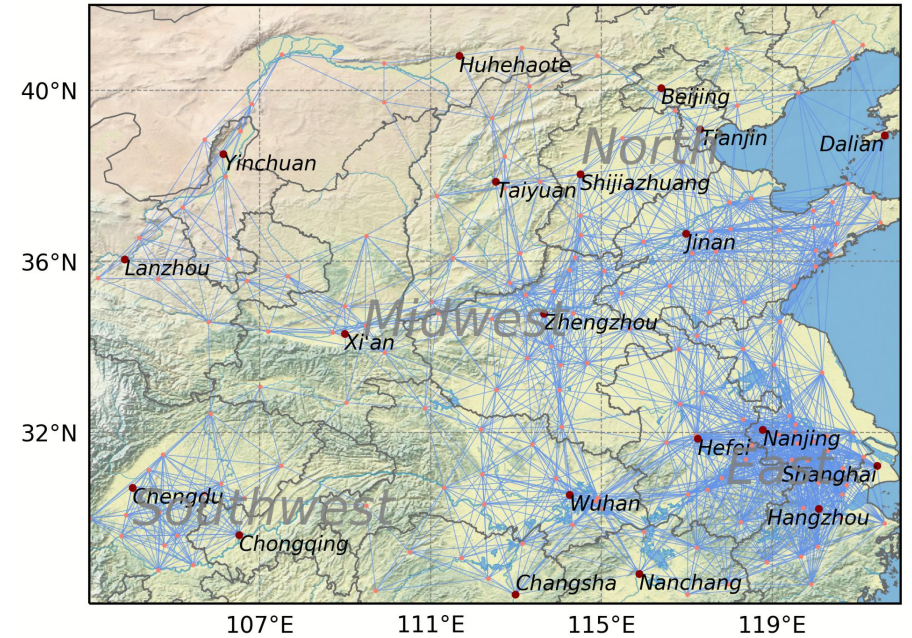 Huhehaote
40°N
Beijing
North
Tianjin
Dalian
Yinchuan
Taiyuan
Shijiazhuang
Jinan
36°N
Lanzhou
Midwest
Zhengzhou
Xi'an
32°N
Hefei
Nanjing
East
Shanghai
Chengdu
Southwest
Wuhan
Hangzhou
Chongqing
Changsha
Nanchang
107°E
111°E
115°E
119°E